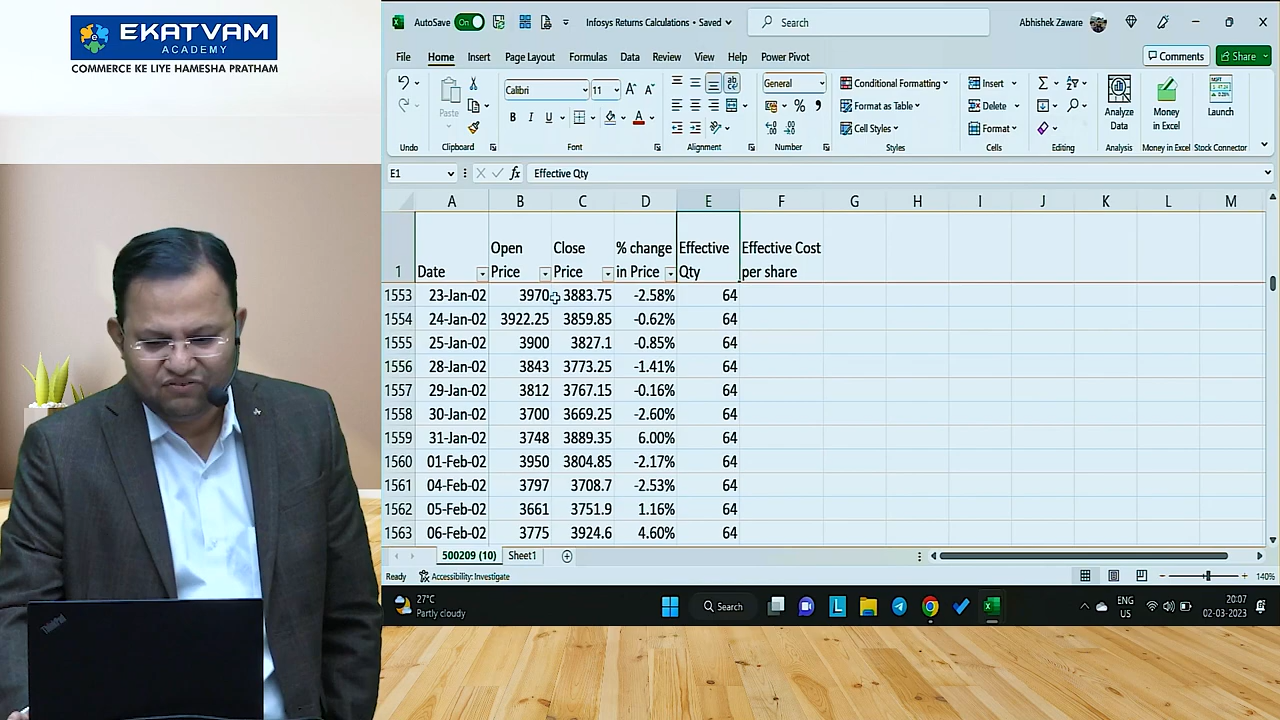 EKATVAM
ACADEMY
COMMERCE KE LIYE HAMESHA PRATHAM
AutoSave On Infosys Returns Calculations • Saved Search Abhishek Zaware
File Home Insert Page Layout Formulas Data Review View Help Power Pivot Comments Share
Paste Calibri 11 General Conditional Formatting Format as Table Cell Styles Insert Delete Format Analyze Data Money in Excel Launch
Undo Clipboard Font Alignment Number Styles Cells Editing Analysis Money in Excel Stock Connector
E1 fx Effective Qty
A B C D E F G H I J K L M
1 Date Open Price Close Price % change in Price Effective Qty Effective Cost per share
1553 23-Jan-02 3970 3883.75 -2.58% 64
1554 24-Jan-02 3922.25 3859.85 -0.62% 64
1555 25-Jan-02 3900 3827.1 -0.85% 64
1556 28-Jan-02 3843 3773.25 -1.41% 64
1557 29-Jan-02 3812 3767.15 -0.16% 64
1558 30-Jan-02 3700 3669.25 -2.60% 64
1559 31-Jan-02 3748 3889.35 6.00% 64
1560 01-Feb-02 3950 3804.85 -2.17% 64
1561 04-Feb-02 3797 3708.7 -2.53% 64
1562 05-Feb-02 3661 3751.9 1.16% 64
1563 06-Feb-02 3775 3924.6 4.60% 64
500209 (10) Sheet1
Ready Accessibility: Investigate 140%
27°C Search ENG 20:07
Partly cloudy US 02-03-2023